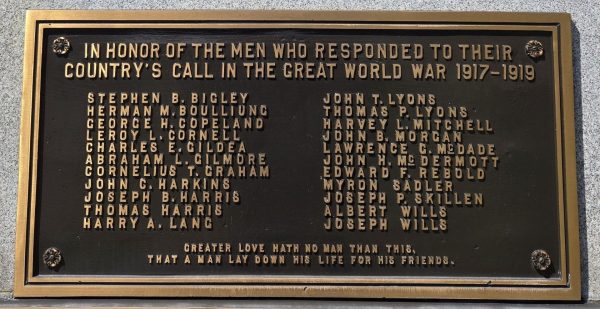 IN HONOR OF THE MEN WHO RESPONDED TO THEIR
COUNTRY'S CALL IN THE GREAT WORLD WAR 1917-1919
STEPHEN B. BIGLEY
HERMAN M. BOULLIUNG
GEORGE H. COPELAND
LEROY L. CORNELL
CHARLES E. GILDEA
ABRAHAM L. GILMORE
CORNELIUS T. GRAHAM
JOHN C. HARKINS
JOSEPH B. HARRIS
THOMAS HARRIS
HARRY A. LANG
JOHN T. LYONS
THOMAS P. LYONS
HARVEY L. MITCHELL
JOHN B. MORGAN
LAWRENCE G. McDADE
JOHN H. McDERMOTT
EDWARD F. REBOLD
MYRON SADLER
JOSEPH P. SKILLEN
ALBERT WILLS
JOSEPH WILLS
GREATER LOVE HATH NO MAN THAN THIS,
THAT A MAN LAY DOWN HIS LIFE FOR HIS FRIENDS.